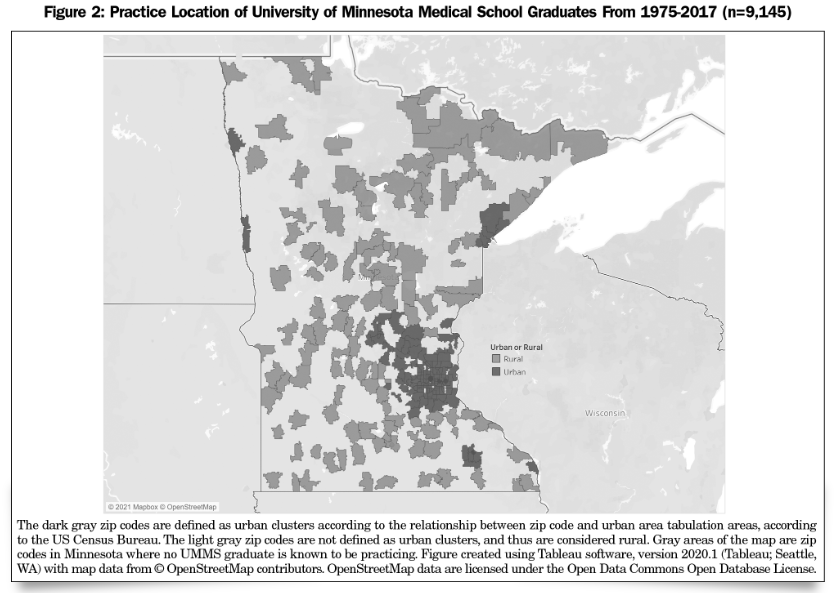 Figure 2: Practice Location of University of Minnesota Medical School Graduates From 1975-2017 (n=9,145)
Urban or Rural
Rural
Urban
Wisconsin
© 2021 Mapbox © OpenStreetMap
The dark gray zip codes are defined as urban clusters according to the relationship between zip code and urban area tabulation areas, according
to the US Census Bureau. The light gray zip codes are not defined as urban clusters, and thus are considered rural. Gray areas of the map are zip
codes in Minnesota where no UMMS graduate is known to be practicing. Figure created using Tableau software, version 2020.1 (Tableau; Seattle,
WA) with map data from © OpenStreetMap contributors. OpenStreetMap data are licensed under the Open Data Commons Open Database License.